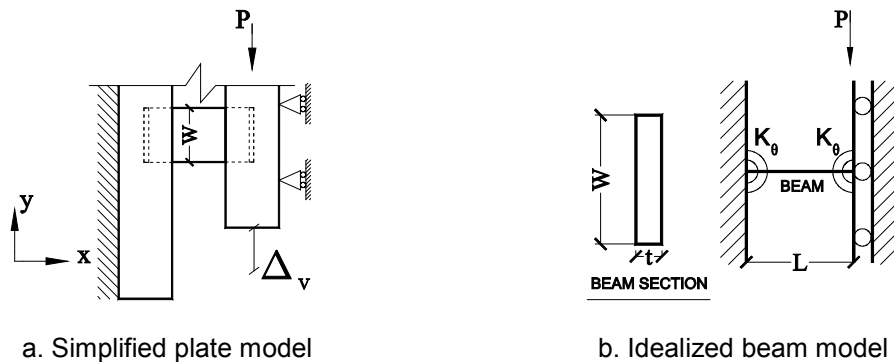 P
W
y
x
Δv
a. Simplified plate model
P
Kθ
Kθ
W
BEAM
t
L
BEAM SECTION
b. Idealized beam model